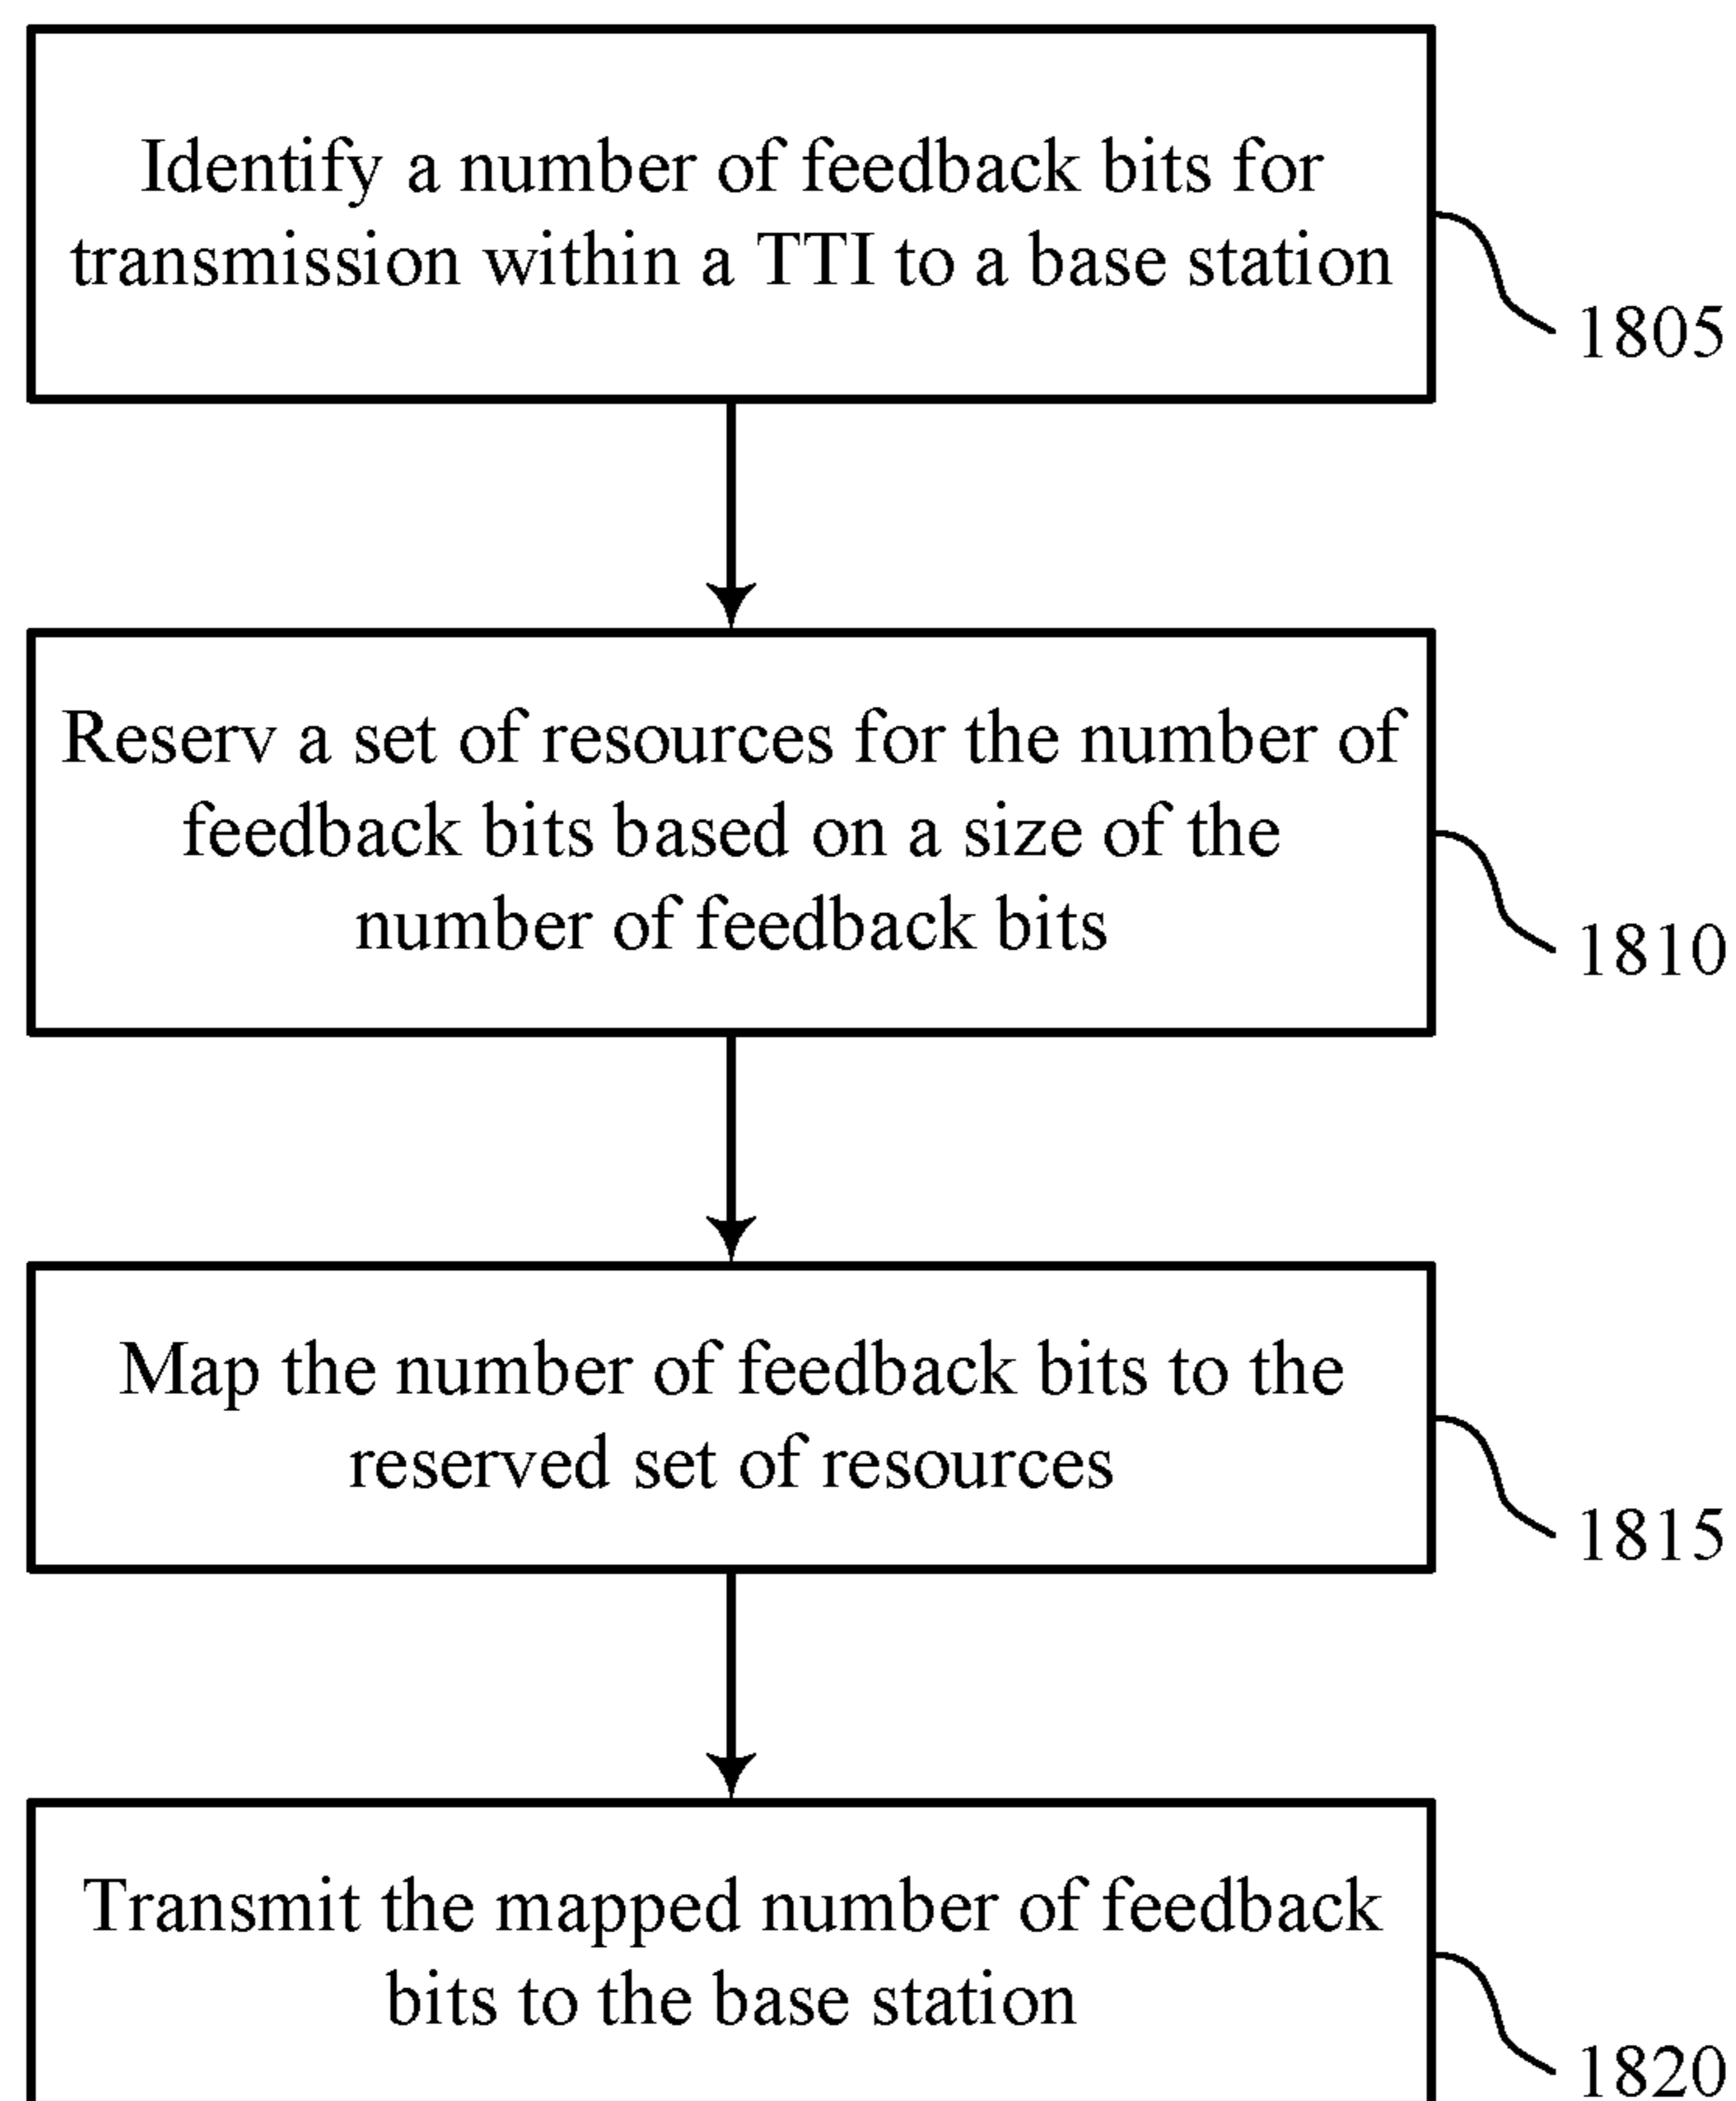 Identify a number of feedback bits for
transmission within a TTI to a base station
1805
Reserv a set of resources for the number of
feedback bits based on a size of the
number of feedback bits
1810
Map the number of feedback bits to the
reserved set of resources
1815
Transmit the mapped number of feedback
bits to the base station
1820